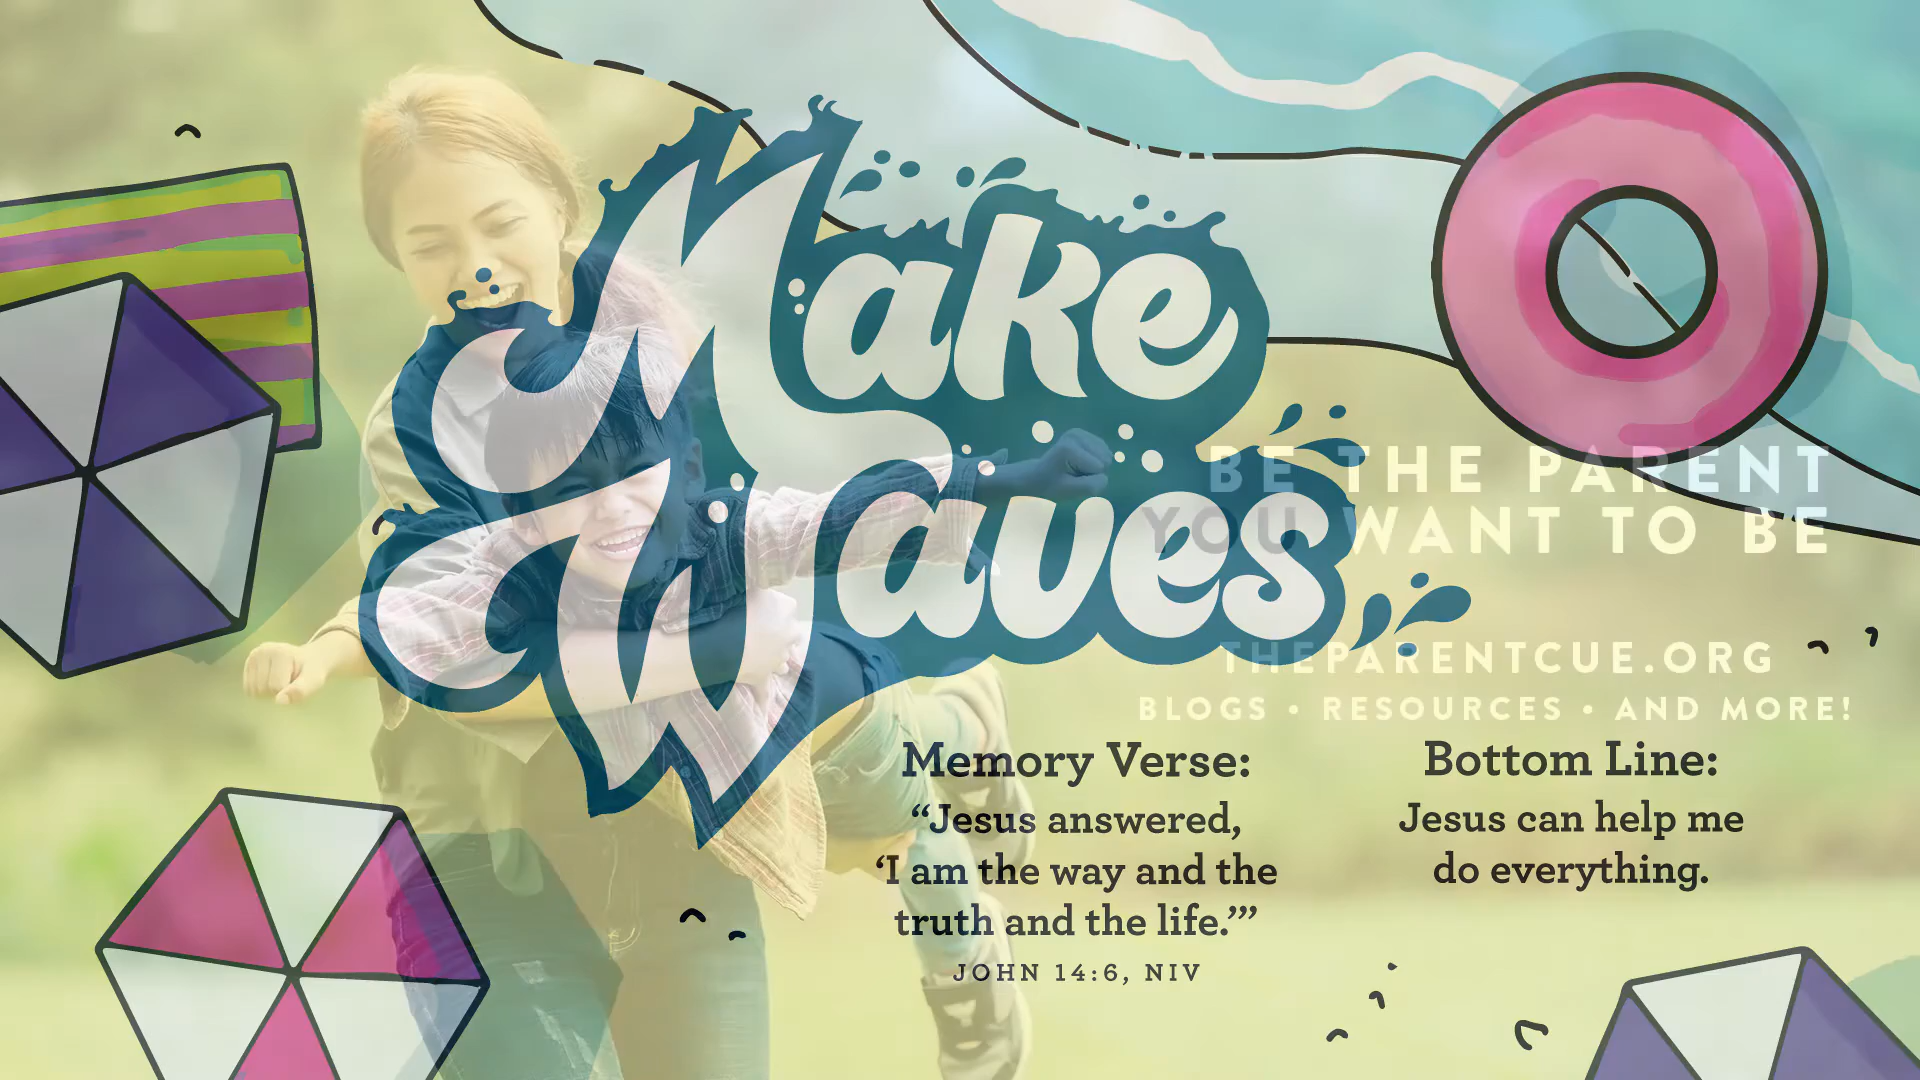 Make
Waves
BE THE PARENT
YOU WANT TO BE
THEPARENTCUE.ORG
BLOGS • RESOURCES • AND MORE!
Memory Verse:
“Jesus answered,
‘I am the way and the
truth and the life.’”
JOHN 14:6, NIV
Bottom Line:
Jesus can help me
do everything.